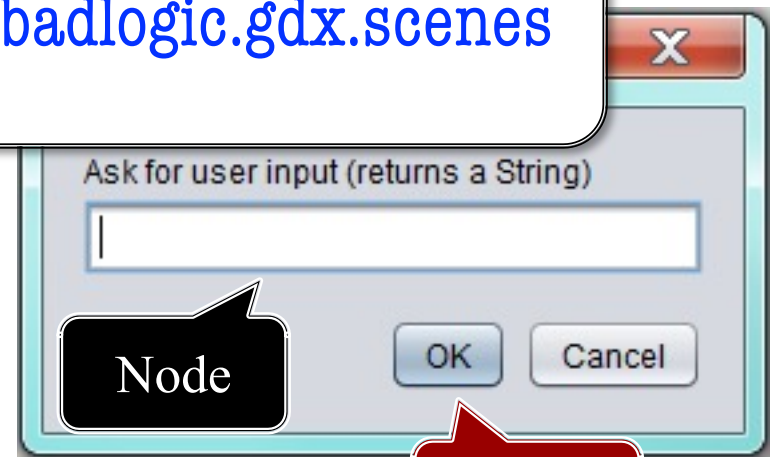 badlogic.gdx.scenes
X
Ask for user input (returns a String)
Node
OK
Cancel